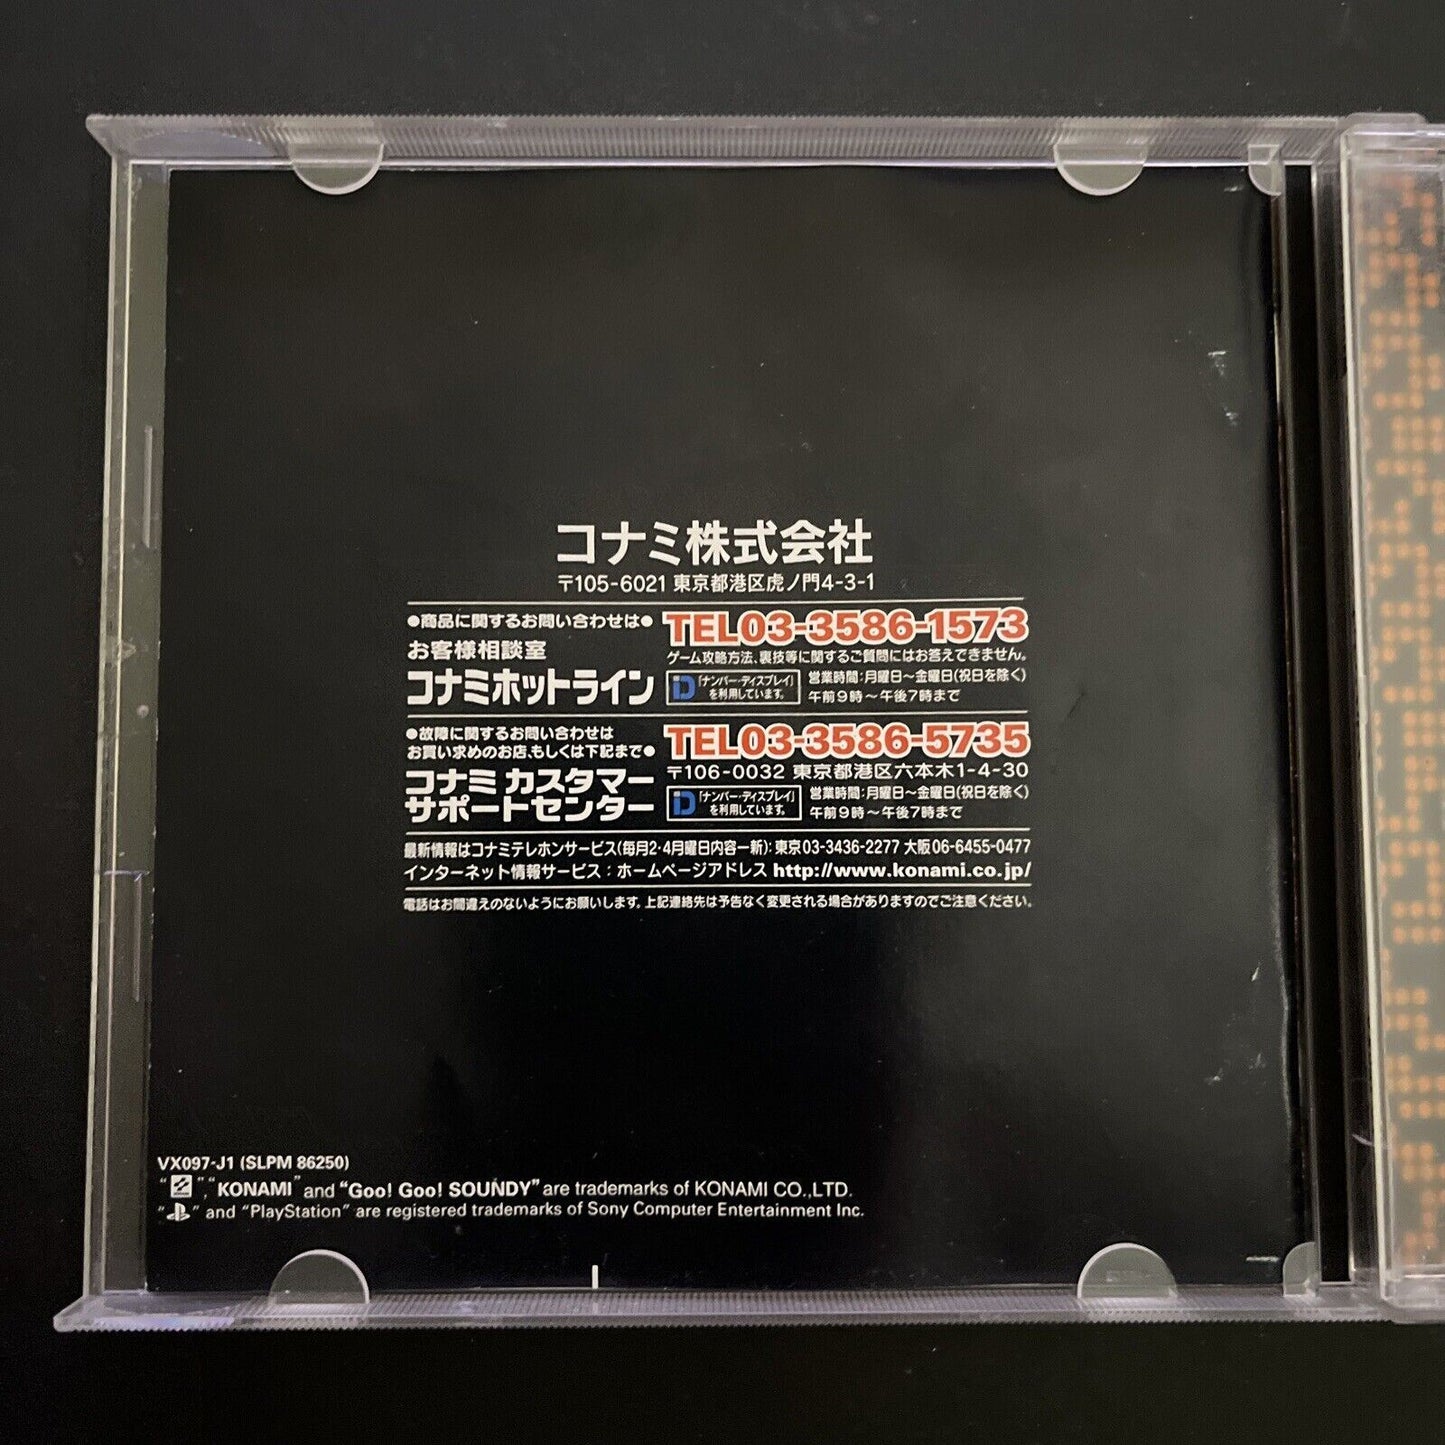 コナミ株式会社
〒105-6021 東京都港区虎ノ門4-3-1
●商品に関するお問い合わせは●
お客様相談室
コナミホットライン
TEL03-3586-1573
ゲーム攻略方法、裏技等に関するご質問にはお答えできません。
「ナンバー・ディスプレイ」
を利用しています。
営業時間：月曜日～金曜日(祝日を除く)
午前9時～午後7時まで
●故障に関するお問い合わせは
お買い求めのお店、もしくは下記まで●
コナミ カスタマー
サポートセンター
TEL03-3586-5735
〒106-0032 東京都港区六本木1-4-30
「ナンバー・ディスプレイ」
を利用しています。
営業時間：月曜日～金曜日(祝日を除く)
午前9時～午後7時まで
最新情報はコナミテレホンサービス(毎月2・4月曜日内容一新)：東京03-3436-2277 大阪06-6455-0477
インターネット情報サービス：ホームページアドレス http://www.konami.co.jp/
電話はお間違えのないようにお願いします。上記連絡先は予告なく変更される場合がありますのでご注意ください。
VX097-J1 (SLPM 86250)
" ","KONAMI" and "Goo! Goo! SOUNDY" are trademarks of KONAMI CO.,LTD.
" " and "PlayStation" are registered trademarks of Sony Computer Entertainment Inc.